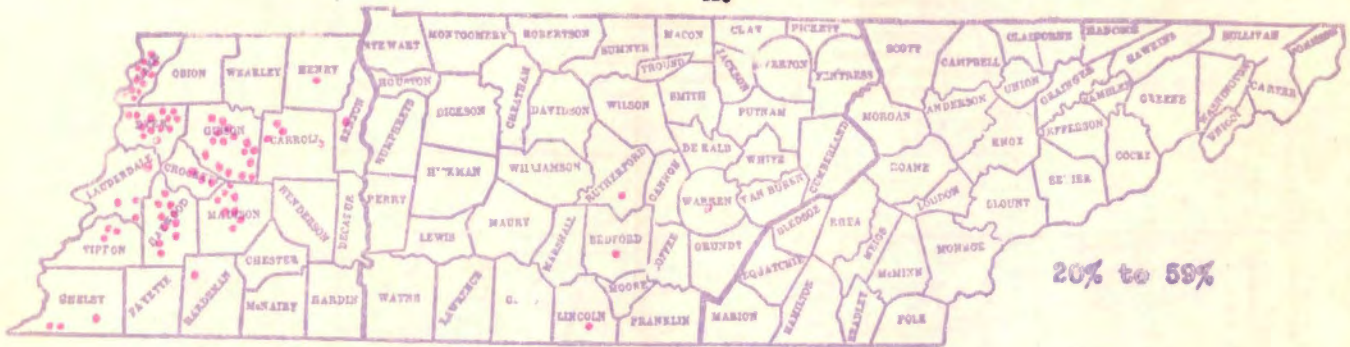 STEWART
MONTGOMERY
ROBERTSON
SUMNER
MACON
CLAY
PICKETT
SCOTT
CAMPBELL
CLAIBORNE
HANCOCK
HAWKINS
SULLIVAN
JOHNSON
LAKE
OBION
WEAKLEY
HENRY
HOUSTON
TROUSDALE
JACKSON
OVERTON
FENTRESS
UNION
GRAINGER
HAMBLEN
GREENE
WASHINGTON
CARTER
UNICOI
DYER
GIBSON
CARROLL
BENTON
HUMPHREYS
DICKSON
CHEATHAM
DAVIDSON
WILSON
SMITH
PUTNAM
MORGAN
ANDERSON
KNOX
JEFFERSON
COCKE
LAUDERDALE
CROCKETT
HICKMAN
WILLIAMSON
RUTHERFORD
CANNON
DE KALB
WHITE
CUMBERLAND
ROANE
LOUDON
BLOUNT
SEVIER
TIPTON
HAYWOOD
MADISON
HENDERSON
DECATUR
PERRY
LEWIS
MAURY
MARSHALL
BEDFORD
COFFEE
WARREN
VAN BUREN
GRUNDY
BLEDSOE
RHEA
MEIGS
McMINN
MONROE
SHELBY
FAYETTE
HARDEMAN
CHESTER
McNAIRY
HARDIN
WAYNE
LAWRENCE
G
LINCOLN
MOORE
FRANKLIN
MARION
SEQUATCHIE
HAMILTON
BRADLEY
POLK
20% to 59%